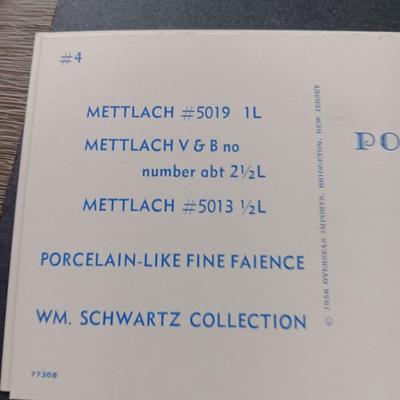 #4
METTLACH #5019 1L
METTLACH V & B no
number abt 2½L
METTLACH #5013 ½L
PORCELAIN-LIKE FINE FAIENCE
WM. SCHWARTZ COLLECTION
77308
© 1956 OVERSEAS IMPORTS, BRIDGETON, NEW JERSEY
PO